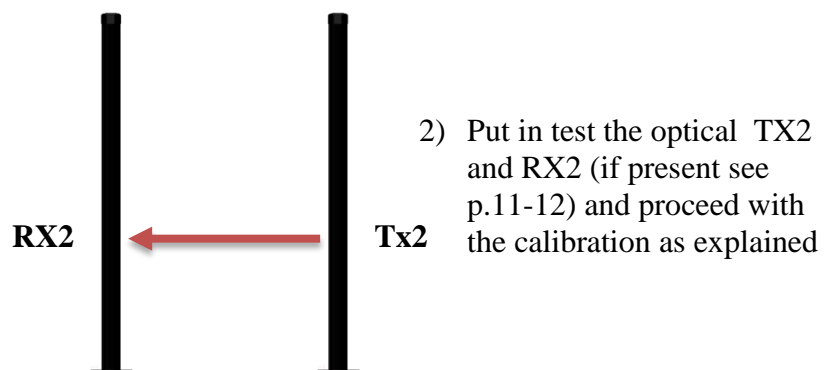 2) Put in test the optical TX2
and RX2 (if present see
p.11-12) and proceed with
the calibration as explained
RX2
Tx2